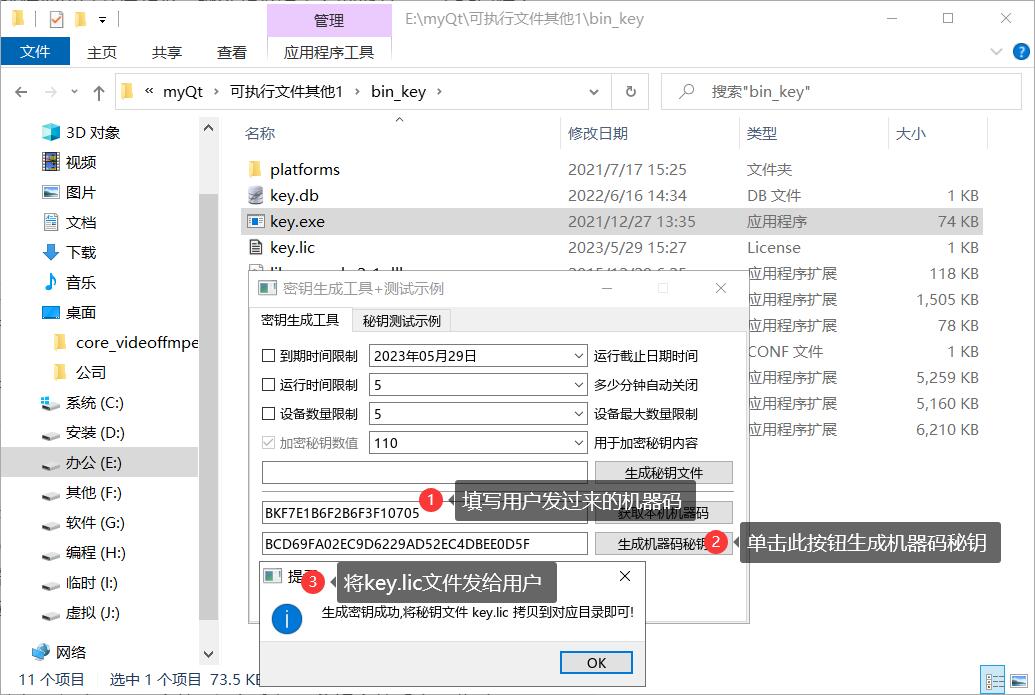 管理
E:\myQt\可执行文件其他1\bin_key
文件
主页
共享
查看
应用程序工具
«
myQt
可执行文件其他1
bin_key
搜索"bin_key"
3D 对象
视频
图片
文档
下载
音乐
桌面
core_videoffmpe
公司
系统 (C:)
安装 (D:)
办公 (E:)
其他 (F:)
软件 (G:)
编程 (H:)
临时 (I:)
虚拟 (J:)
网络
名称 修改日期 类型 大小
platforms 2021/7/17 15:25 文件夹
key.db 2022/6/16 14:34 DB 文件 1 KB
key.exe 2021/12/27 13:35 应用程序 74 KB
key.lic 2023/5/29 15:27 License 1 KB
应用程序扩展 118 KB
应用程序扩展 1,505 KB
应用程序扩展 78 KB
CONF 文件 1 KB
应用程序扩展 5,259 KB
应用程序扩展 5,160 KB
应用程序扩展 6,210 KB
密钥生成工具+测试示例
密钥生成工具 秘钥测试示例
到期时间限制 2023年05月29日 运行截止日期时间
运行时间限制 5 多少分钟自动关闭
设备数量限制 5 设备最大数量限制
加密秘钥数值 110 用于加密秘钥内容
生成秘钥文件
1 填写用户发过来的机器码
BKF7E1B6F2B6F3F10705 获取本机机器码
BCD69FA02EC9D6229AD52EC4DBEE0D5F 生成机器码秘钥
2 单击此按钮生成机器码秘钥
提
3 将key.lic文件发给用户
生成密钥成功,将秘钥文件 key.lic 拷贝到对应目录即可!
OK
11 个项目 选中 1 个项目 73.5 KB